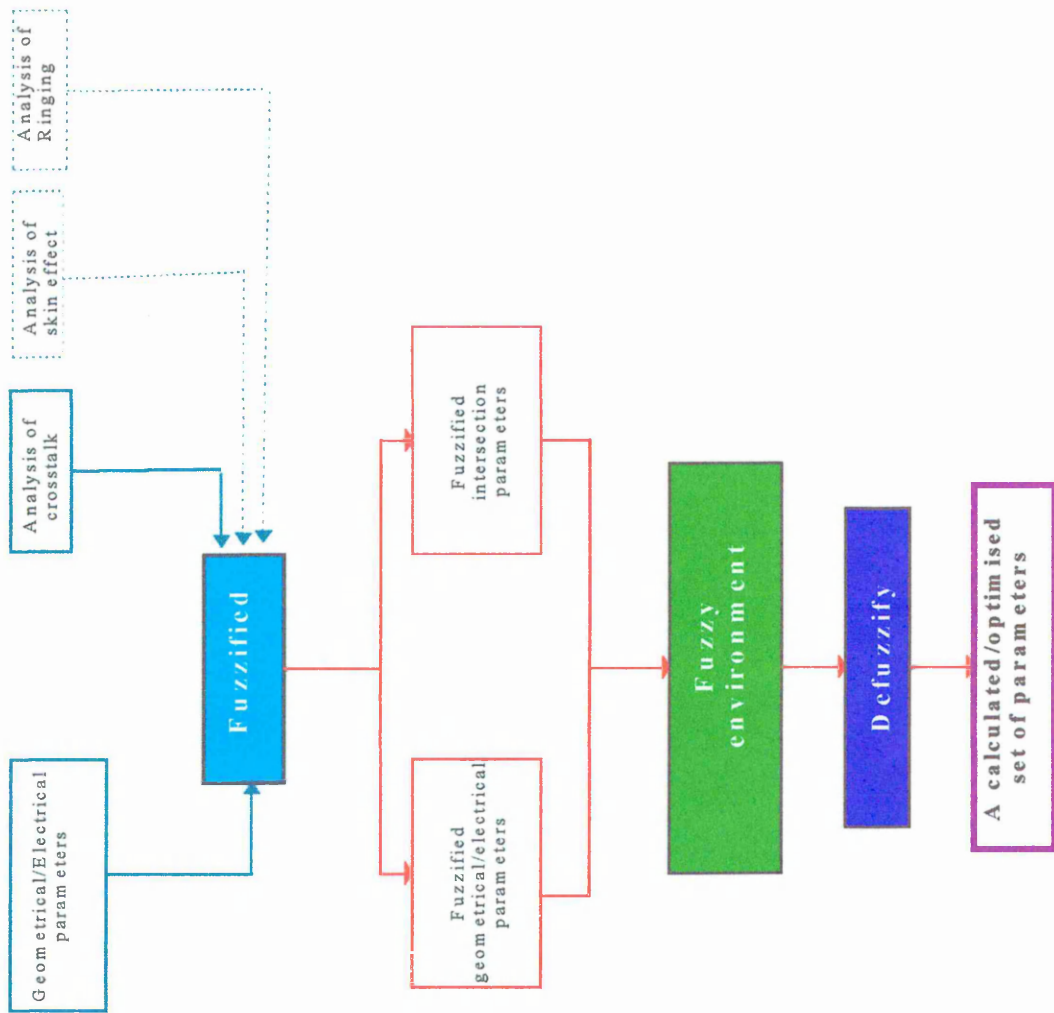 Geometrical/Electrical
parameters
Analysis of
crosstalk
Analysis of
skin effect
Analysis of
Ringing
Fuzzified
Fuzzified
geometrical/electrical
parameters
Fuzzified
intersection
parameters
Fuzzy
environment
Defuzzify
A calculated/optimised
set of parameters